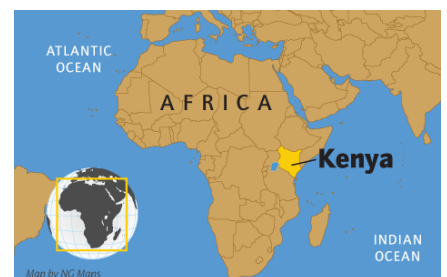 ATLANTIC
OCEAN
AFRICA
Kenya
INDIAN
OCEAN
Map by NG Maps